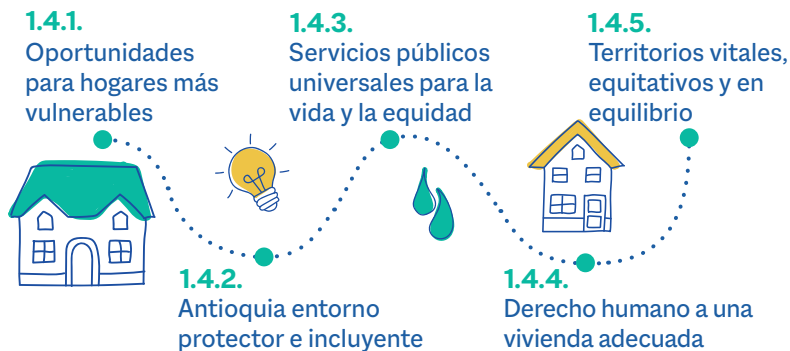 1.4.1.
Oportunidades
para hogares más
vulnerables
1.4.2.
Antioquia entorno
protector e incluyente
1.4.3.
Servicios públicos
universales para la
vida y la equidad
1.4.4.
Derecho humano a una
vivienda adecuada
1.4.5.
Territorios vitales,
equitativos y en
equilibrio